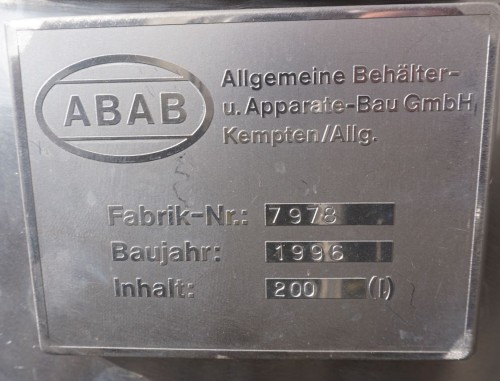 ABAB
Allgemeine Behälter-
u. Apparate-Bau GmbH
Kempten/Allg.
Fabrik-Nr.: 7978
Baujahr: 1996
Inhalt: 200 (l)